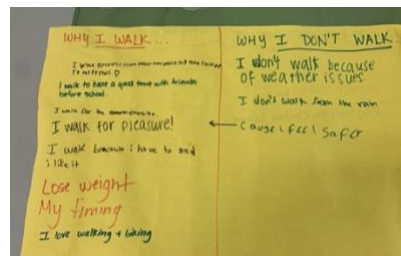 WHY I WALK...
I walk to have a good time with friends
before school.
I walk for the
I walk for pleasure!
I walk because i have to and
i like it
Lose weight
My timing
I love walking + biking
WHY I DON'T WALK
I don't walk because
of weather issues
I don't walk from the rain
Cause i feel safer